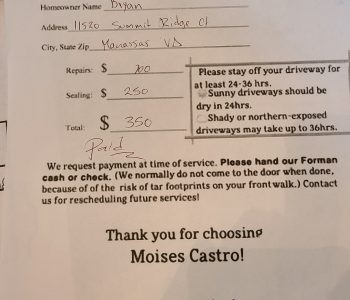 Homeowner Name Bryan
Address 11520 Summit Ridge Ct
City, State Zip Manassas VA
Repairs: $ 100
Sealing: $ 250
Total: $ 350
Paid
Please stay off your driveway for
at least 24-36 hrs.
Sunny driveways should be
dry in 24hrs.
Shady or northern-exposed
driveways may take up to 36hrs.
We request payment at time of service. Please hand our Forman
cash or check. (We normally do not come to the door when done,
because of of the risk of tar footprints on your front walk.) Contact
us for rescheduling future services!
Thank you for choosing
Moises Castro!